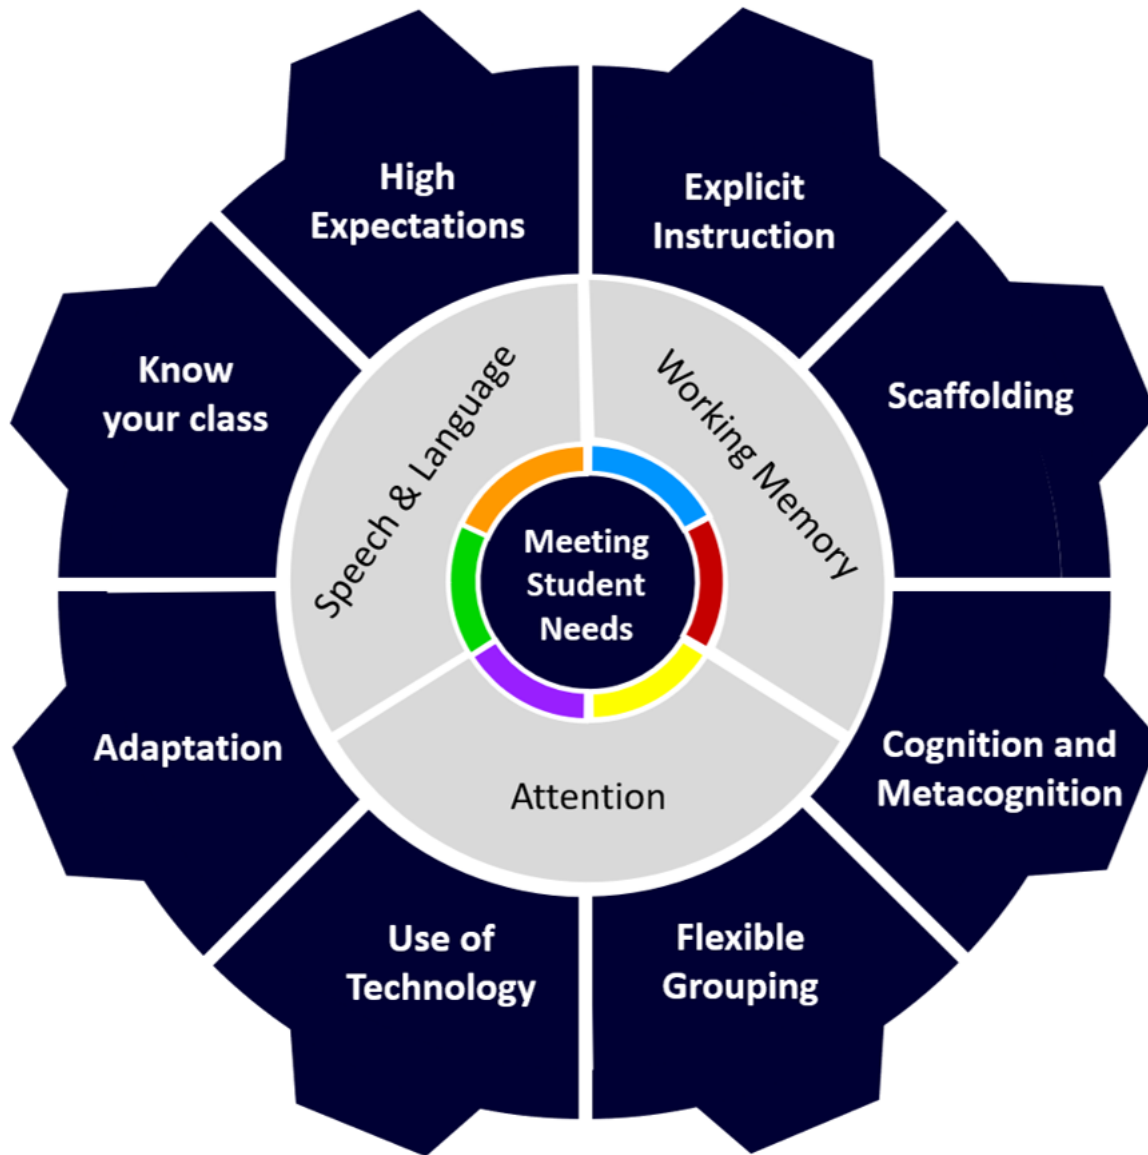 High
Expectations
Explicit
Instruction
Know
your class
Scaffolding
Speech & Language
Working Memory
Meeting
Student
Needs
Adaptation
Cognition and
Metacognition
Attention
Use of
Technology
Flexible
Grouping